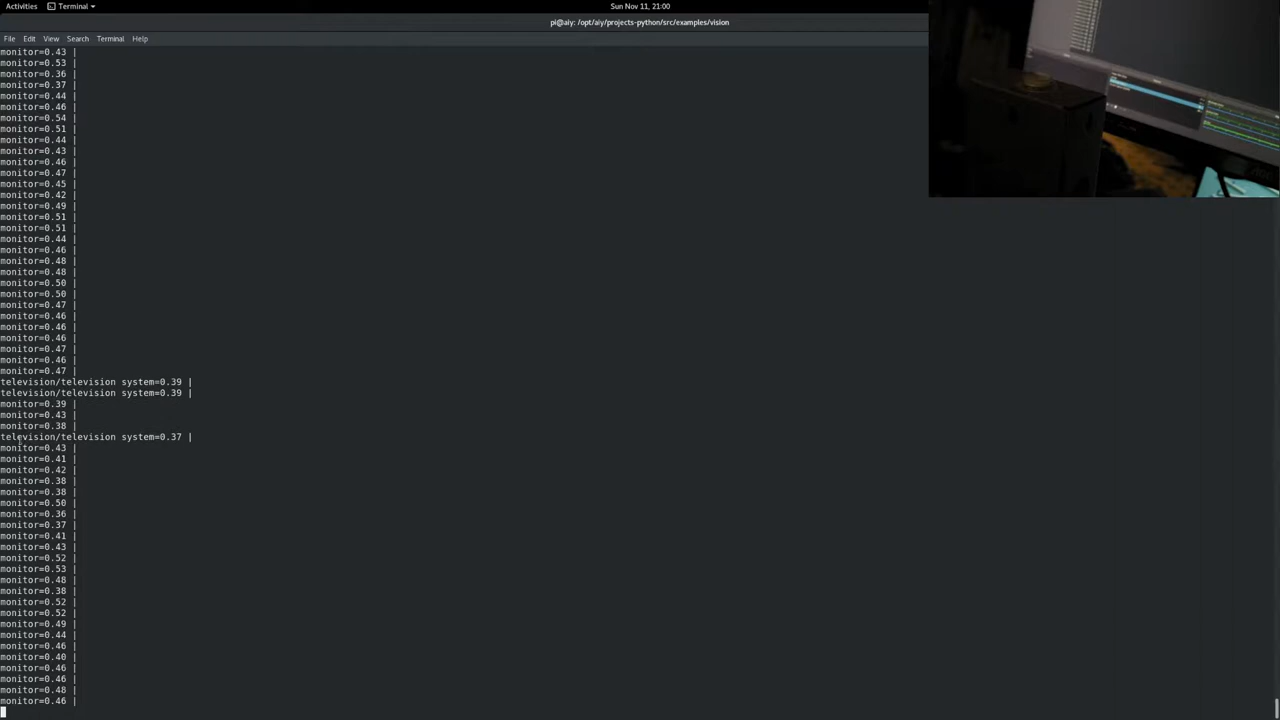 Activities Terminal Sun Nov 11, 21:00
pi@aiy: /opt/aiy/projects-python/src/examples/vision
File Edit View Search Terminal Help
monitor=0.43 |
monitor=0.53 |
monitor=0.36 |
monitor=0.37 |
monitor=0.44 |
monitor=0.46 |
monitor=0.54 |
monitor=0.51 |
monitor=0.44 |
monitor=0.43 |
monitor=0.46 |
monitor=0.47 |
monitor=0.45 |
monitor=0.42 |
monitor=0.49 |
monitor=0.51 |
monitor=0.51 |
monitor=0.44 |
monitor=0.46 |
monitor=0.48 |
monitor=0.48 |
monitor=0.50 |
monitor=0.50 |
monitor=0.47 |
monitor=0.46 |
monitor=0.46 |
monitor=0.46 |
monitor=0.47 |
monitor=0.46 |
monitor=0.47 |
television/television system=0.39 |
television/television system=0.39 |
monitor=0.39 |
monitor=0.43 |
monitor=0.38 |
television/television system=0.37 |
monitor=0.43 |
monitor=0.41 |
monitor=0.42 |
monitor=0.38 |
monitor=0.38 |
monitor=0.50 |
monitor=0.36 |
monitor=0.37 |
monitor=0.41 |
monitor=0.43 |
monitor=0.52 |
monitor=0.53 |
monitor=0.48 |
monitor=0.38 |
monitor=0.52 |
monitor=0.52 |
monitor=0.49 |
monitor=0.44 |
monitor=0.46 |
monitor=0.40 |
monitor=0.46 |
monitor=0.46 |
monitor=0.48 |
monitor=0.46 |